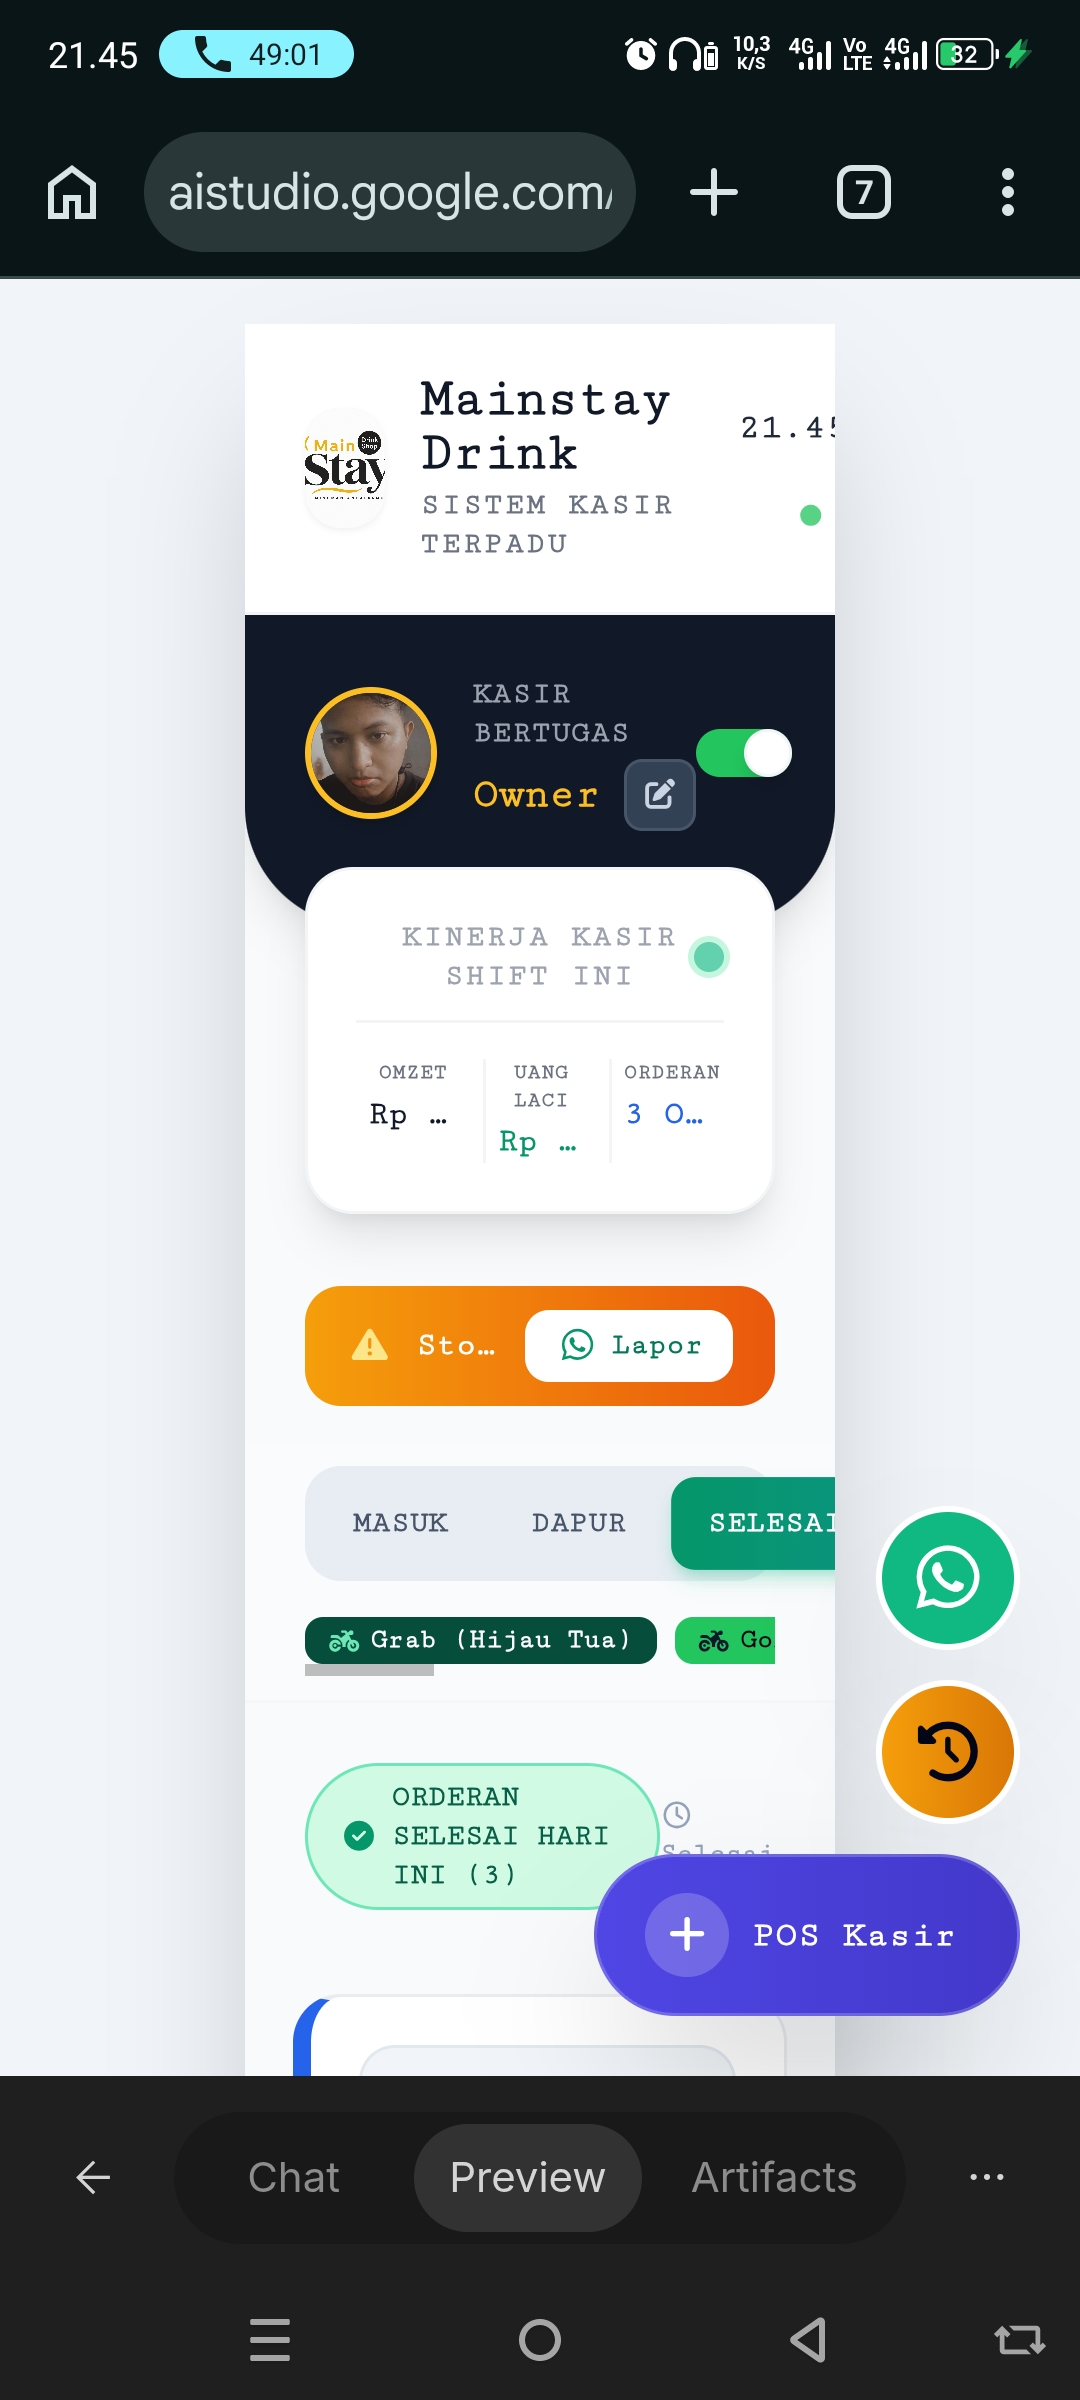 21.45
49:01
10,3
K/S
4G
Vo
LTE
4G
32
aistudio.google.com/
7
Main
Drink
Shop
Stay
Mainstay
Drink
SISTEM KASIR
TERPADU
21.45
KASIR
BERTUGAS
Owner
KINERJA KASIR
SHIFT INI
OMZET
Rp …
UANG
LACI
Rp …
ORDERAN
3 O…
Sto…
Lapor
MASUK
DAPUR
SELESAI
Grab (Hijau Tua)
Go
ORDERAN
SELESAI HARI
INI (3)
Selesai
POS Kasir
Chat
Preview
Artifacts